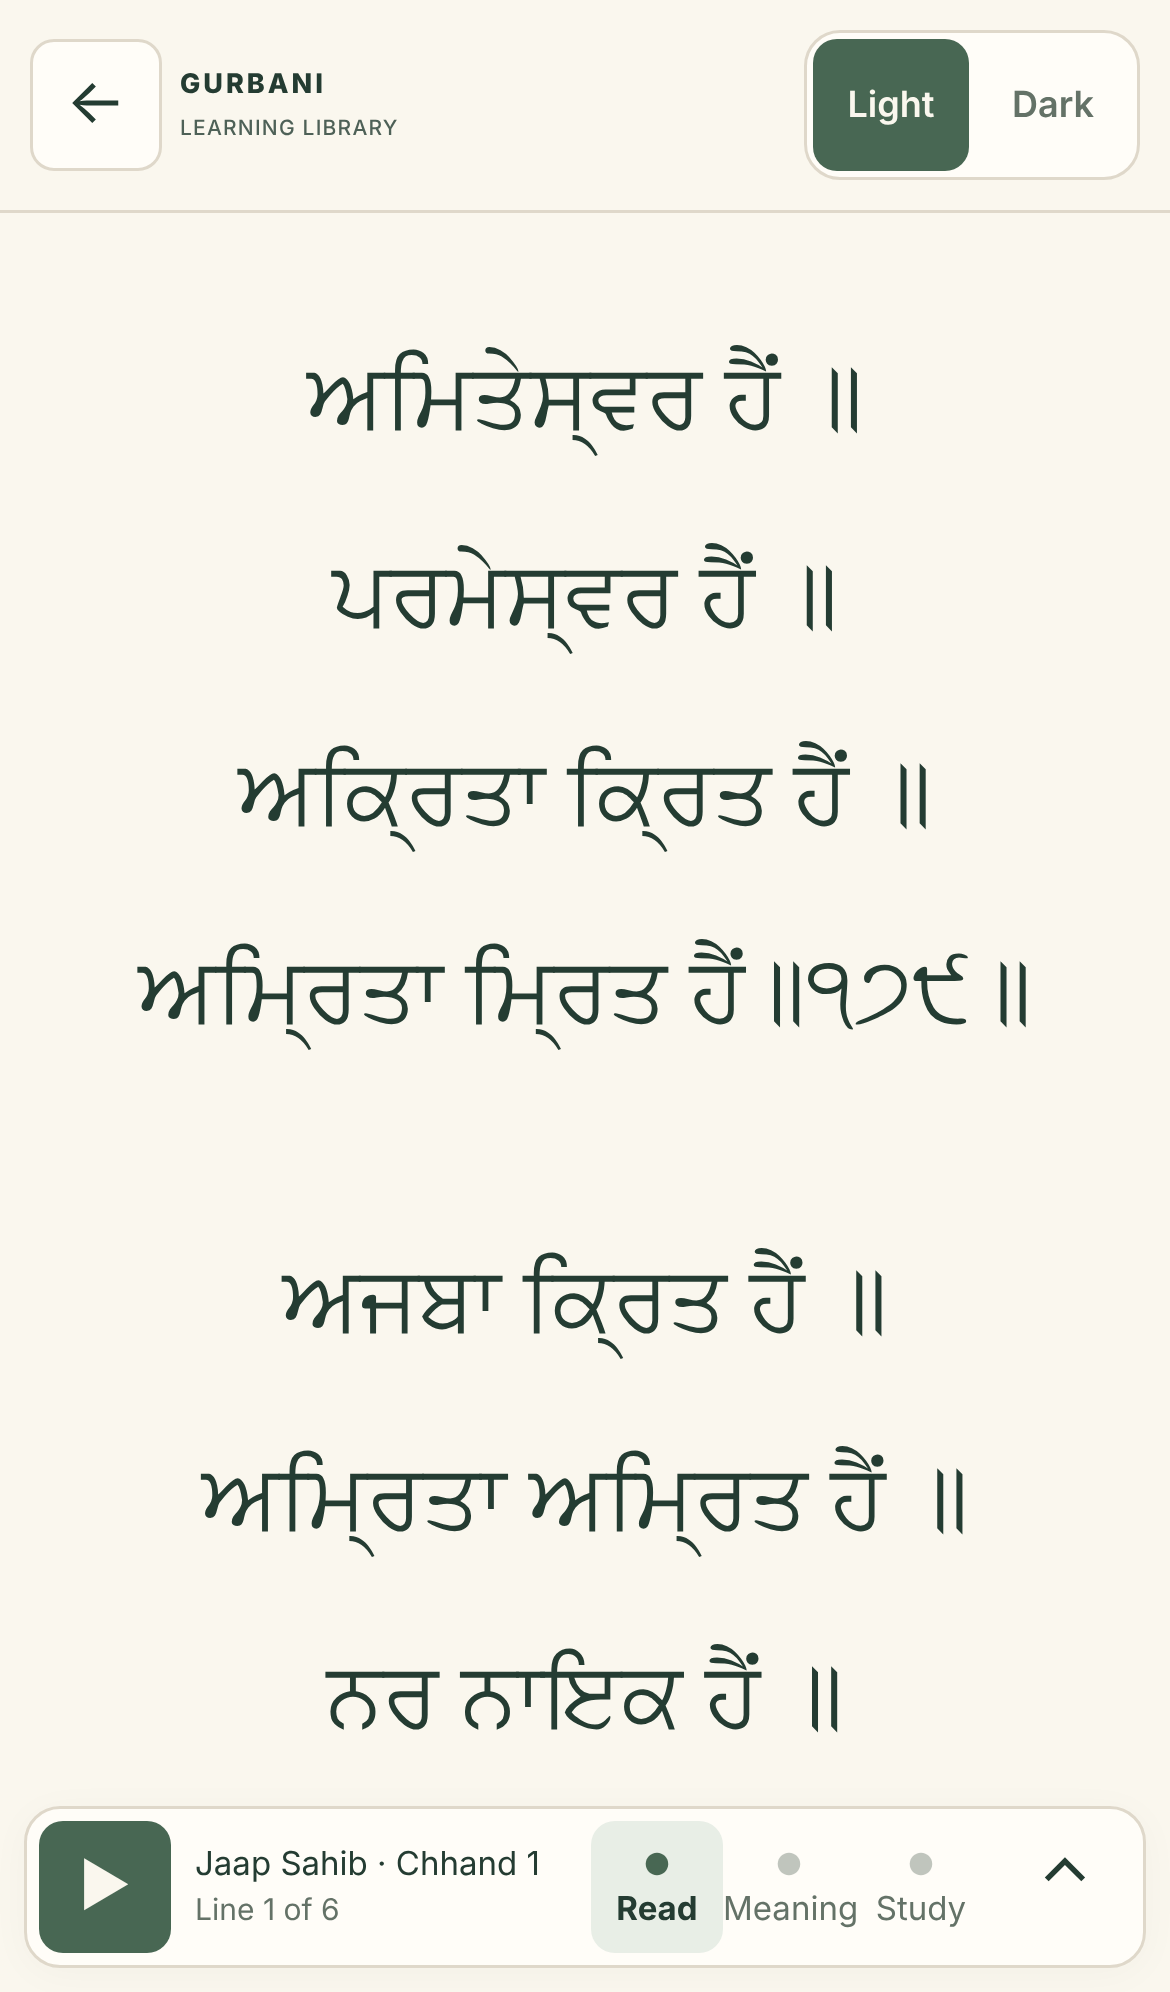 GURBANI
LEARNING LIBRARY
Light
Dark
ਅਮਿਤੇਸ੍ਵਰ ਹੈਂ ॥
ਪਰਮੇਸ੍ਵਰ ਹੈਂ ॥
ਅਕ੍ਰਿਤਾ ਕ੍ਰਿਤ ਹੈਂ ॥
ਅਮ੍ਰਿਤਾ ਮ੍ਰਿਤ ਹੈਂ॥੧੭੯॥
ਅਜਬਾ ਕ੍ਰਿਤ ਹੈਂ ॥
ਅਮ੍ਰਿਤਾ ਅਮ੍ਰਿਤ ਹੈਂ ॥
ਨਰ ਨਾਇਕ ਹੈਂ ॥
Jaap Sahib · Chhand 1
Line 1 of 6
Read
Meaning
Study